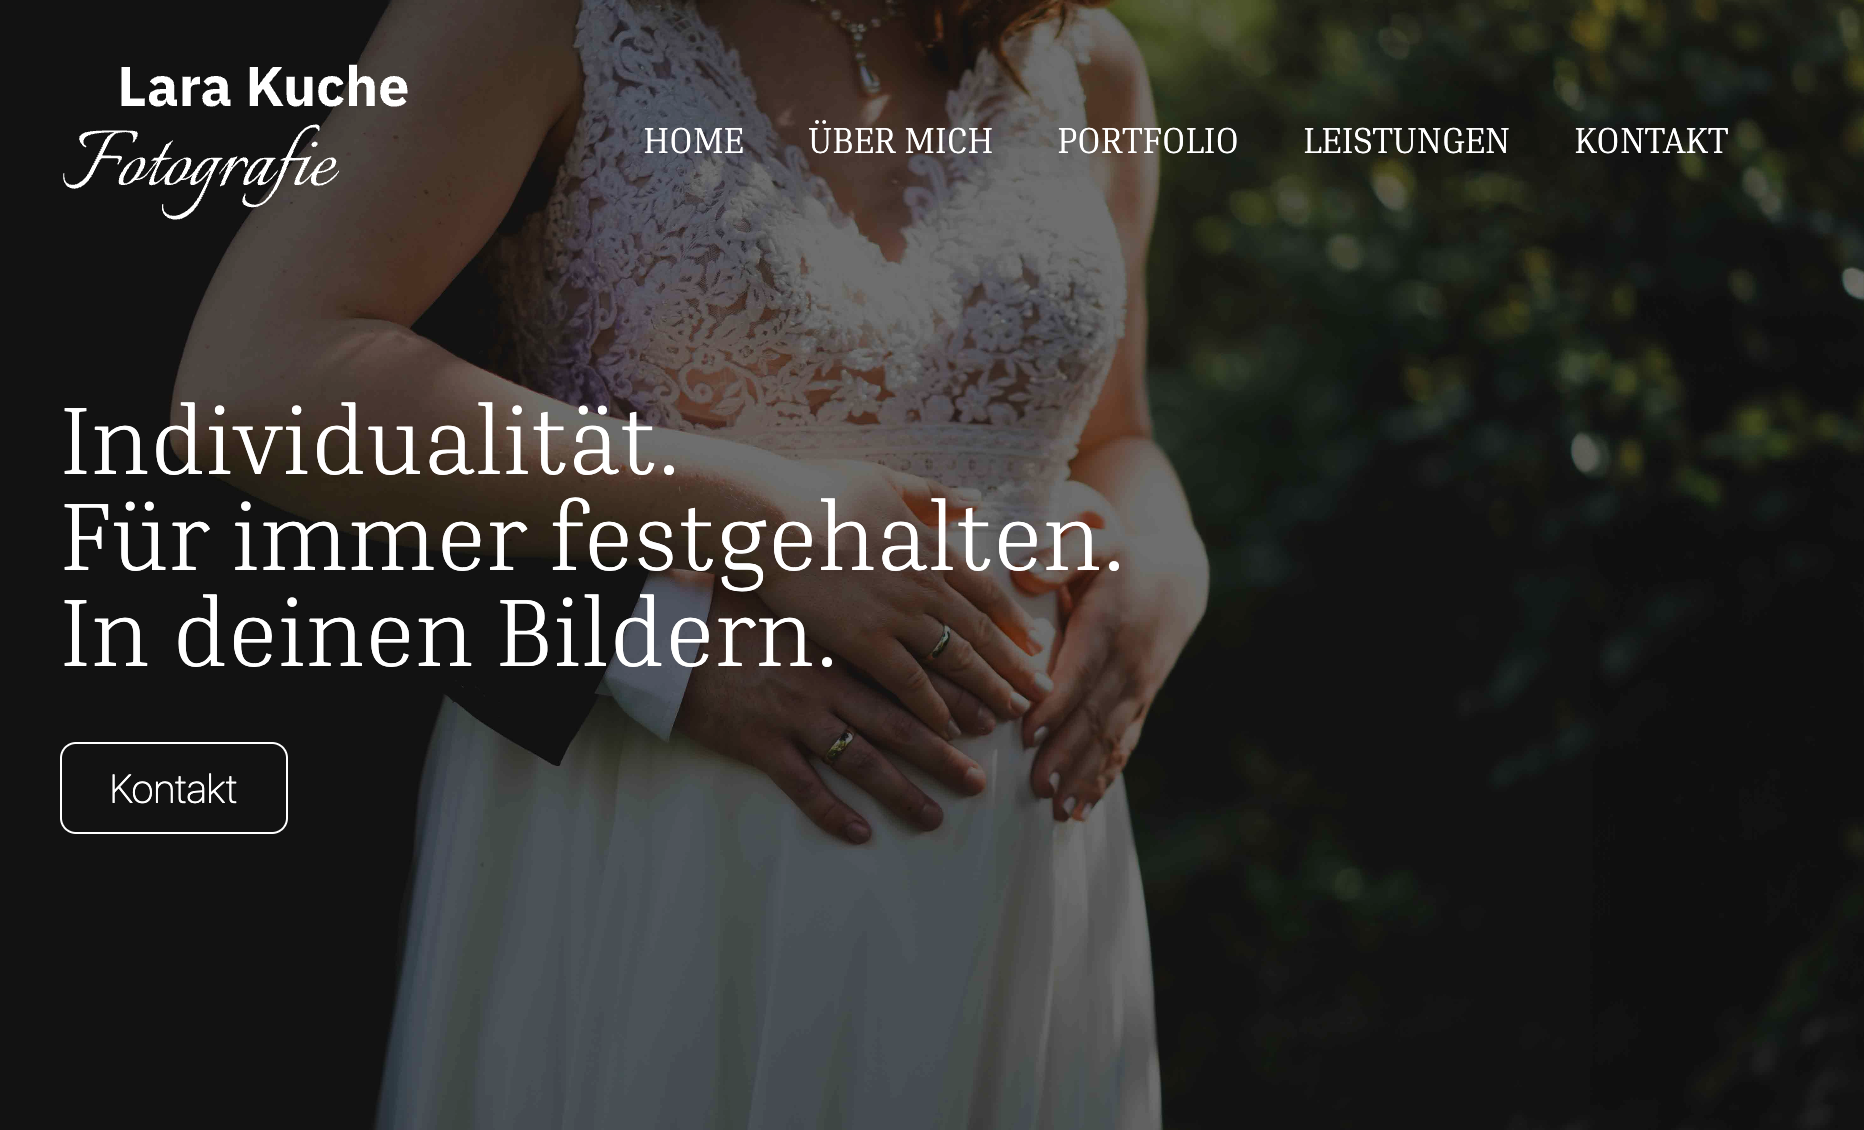 Lara Kuche
Fotografie
HOME ÜBER MICH PORTFOLIO LEISTUNGEN KONTAKT
Individualität.
Für immer festgehalten.
In deinen Bildern.
Kontakt